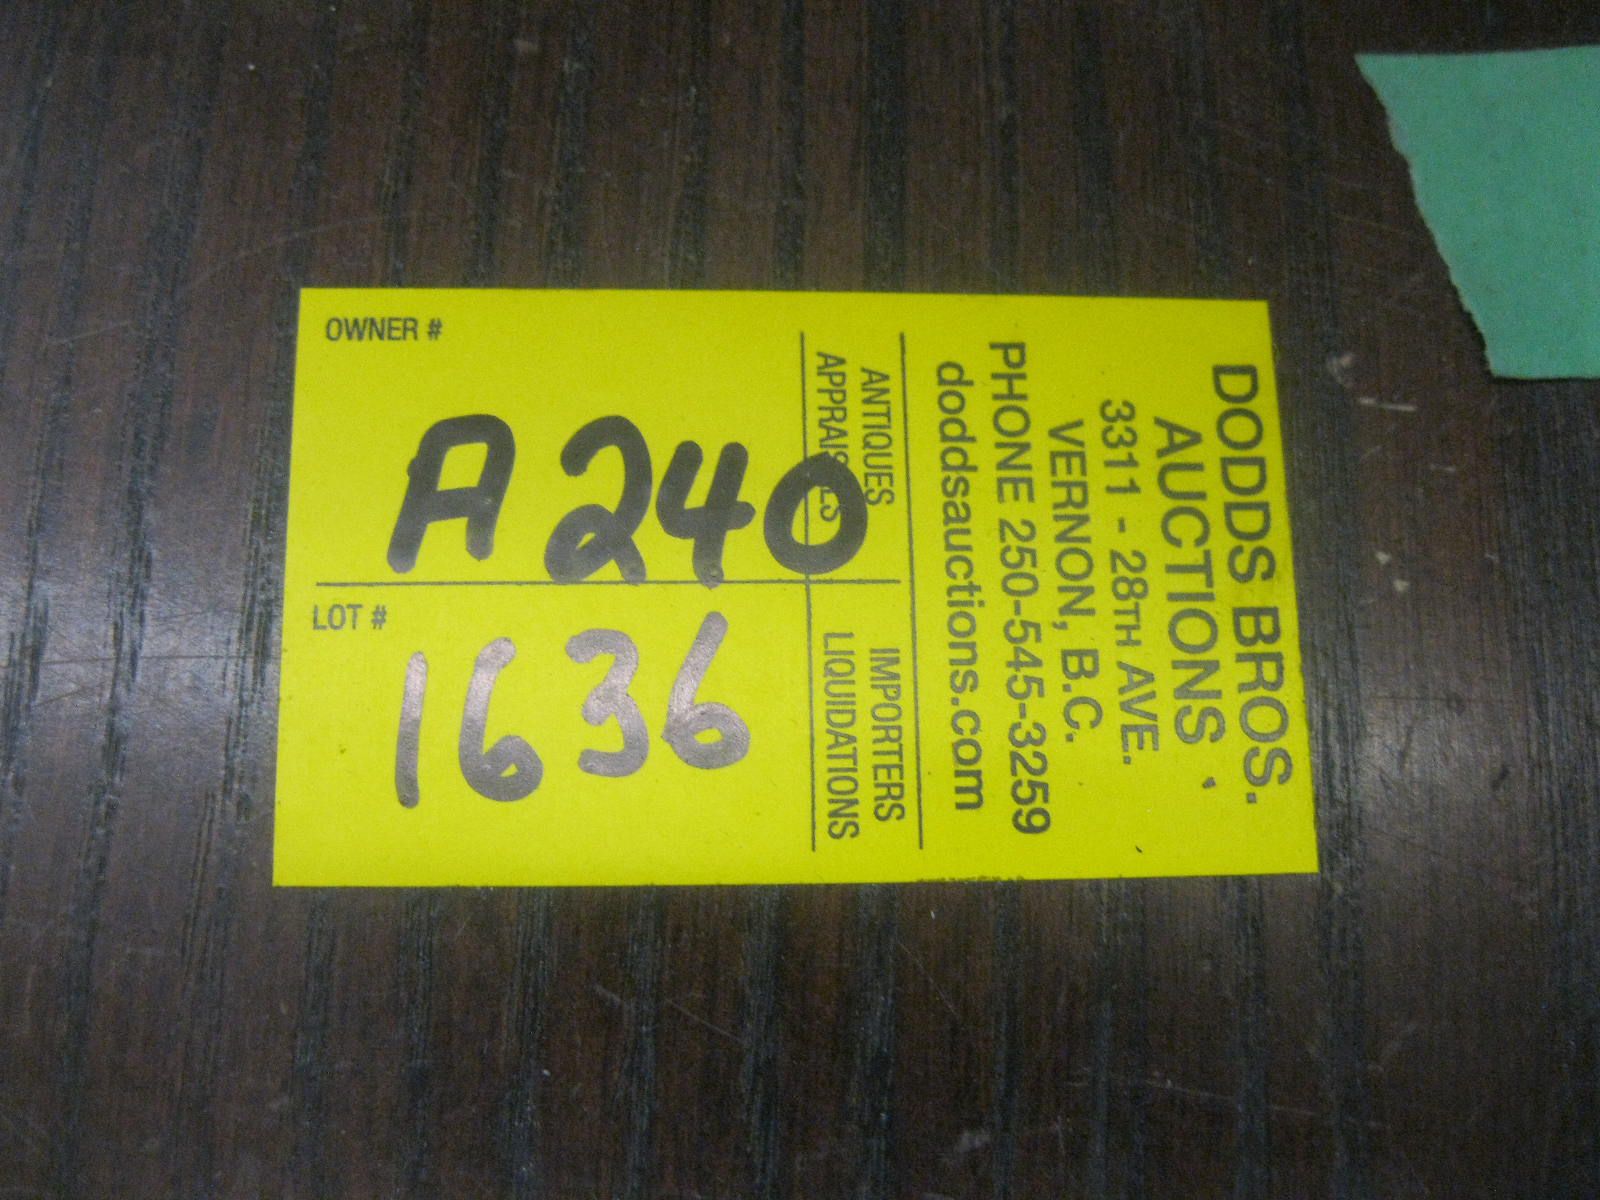 OWNER #
A240
LOT #
1636
DODDS BROS.
AUCTIONS
3311 - 28TH AVE.
VERNON, B.C.
PHONE 250-545-3259
doddsauctions.com
ANTIQUES
IMPORTERS
LIQUIDATIONS